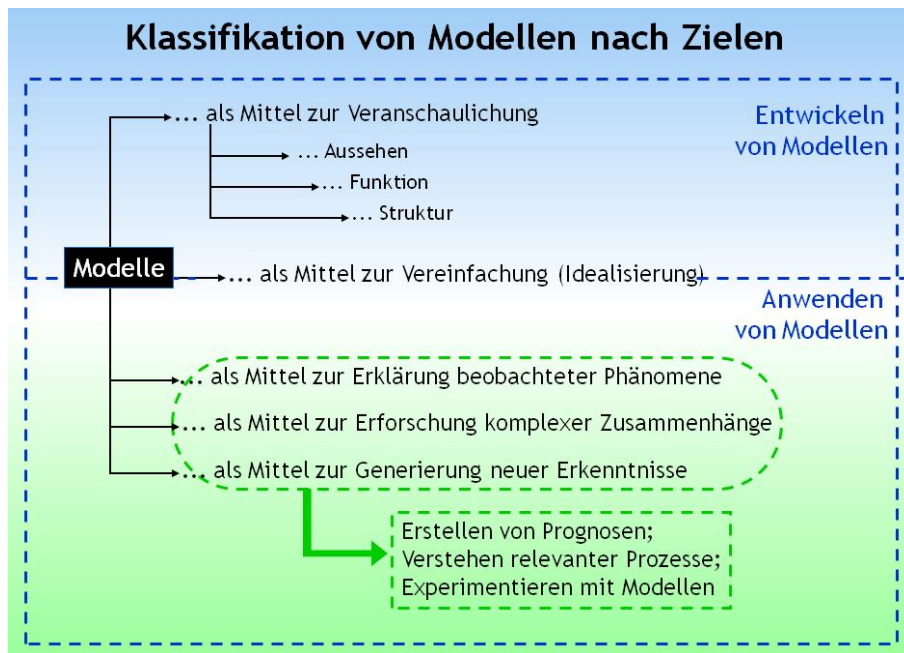 Klassifikation von Modellen nach Zielen
... als Mittel zur Veranschaulichung
Entwickeln
von Modellen
... Aussehen
... Funktion
... Struktur
Modelle
... als Mittel zur Vereinfachung (Idealisierung)
Anwenden
von Modellen
... als Mittel zur Erklärung beobachteter Phänomene
... als Mittel zur Erforschung komplexer Zusammenhänge
... als Mittel zur Generierung neuer Erkenntnisse
Erstellen von Prognosen;
Verstehen relevanter Prozesse;
Experimentieren mit Modellen